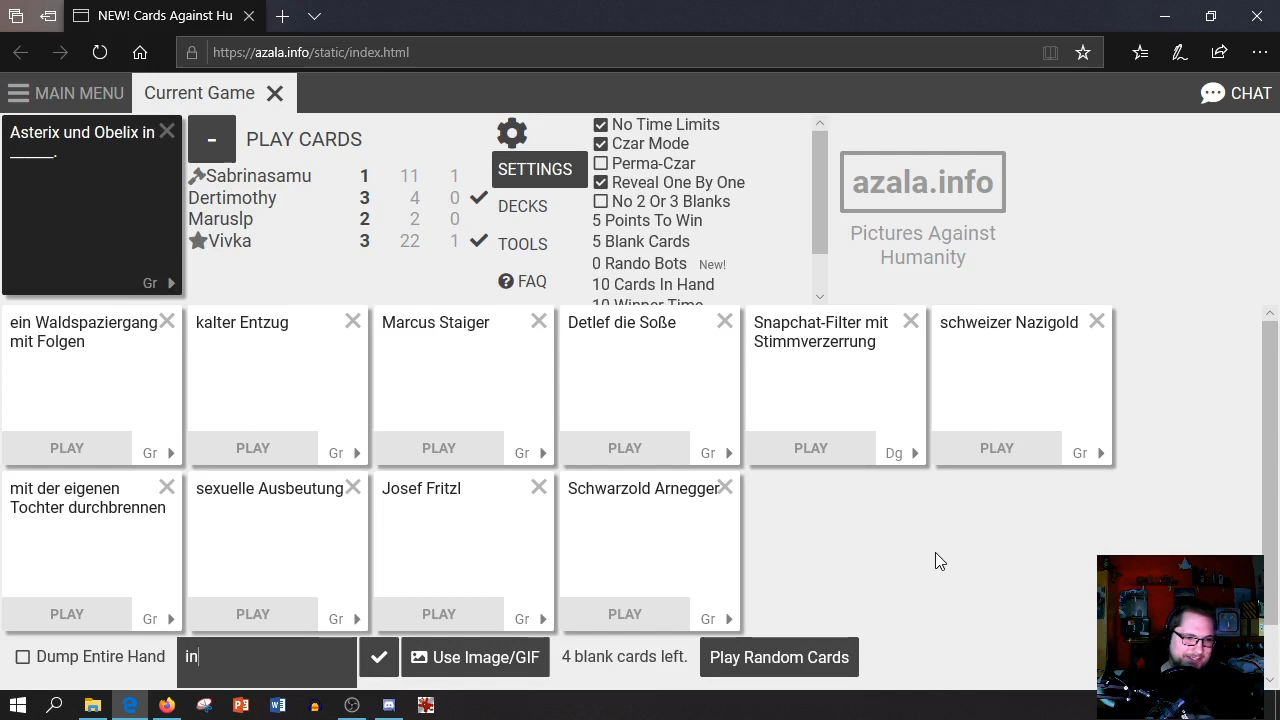 NEW! Cards Against Hu
https://azala.info/static/index.html
MAIN MENU
Current Game
CHAT
Asterix und Obelix in
______.
Gr
-
PLAY CARDS
Sabrinasamu 1 11 1
Dertimothy 3 4 0
Maruslp 2 2 0
Vivka 3 22 1
SETTINGS
DECKS
TOOLS
FAQ
No Time Limits
Czar Mode
Perma-Czar
Reveal One By One
No 2 Or 3 Blanks
5 Points To Win
5 Blank Cards
0 Rando Bots New!
10 Cards In Hand
10 Winner Time
azala.info
Pictures Against
Humanity
ein Waldspaziergang
mit Folgen
PLAY
Gr
kalter Entzug
PLAY
Gr
Marcus Staiger
PLAY
Gr
Detlef die Soße
PLAY
Gr
Snapchat-Filter mit
Stimmverzerrung
PLAY
Dg
schweizer Nazigold
PLAY
Gr
mit der eigenen
Tochter durchbrennen
PLAY
Gr
sexuelle Ausbeutung
PLAY
Gr
Josef Fritzl
PLAY
Gr
Schwarzold Arnegger
PLAY
Gr
Dump Entire Hand
in
Use Image/GIF
4 blank cards left.
Play Random Cards